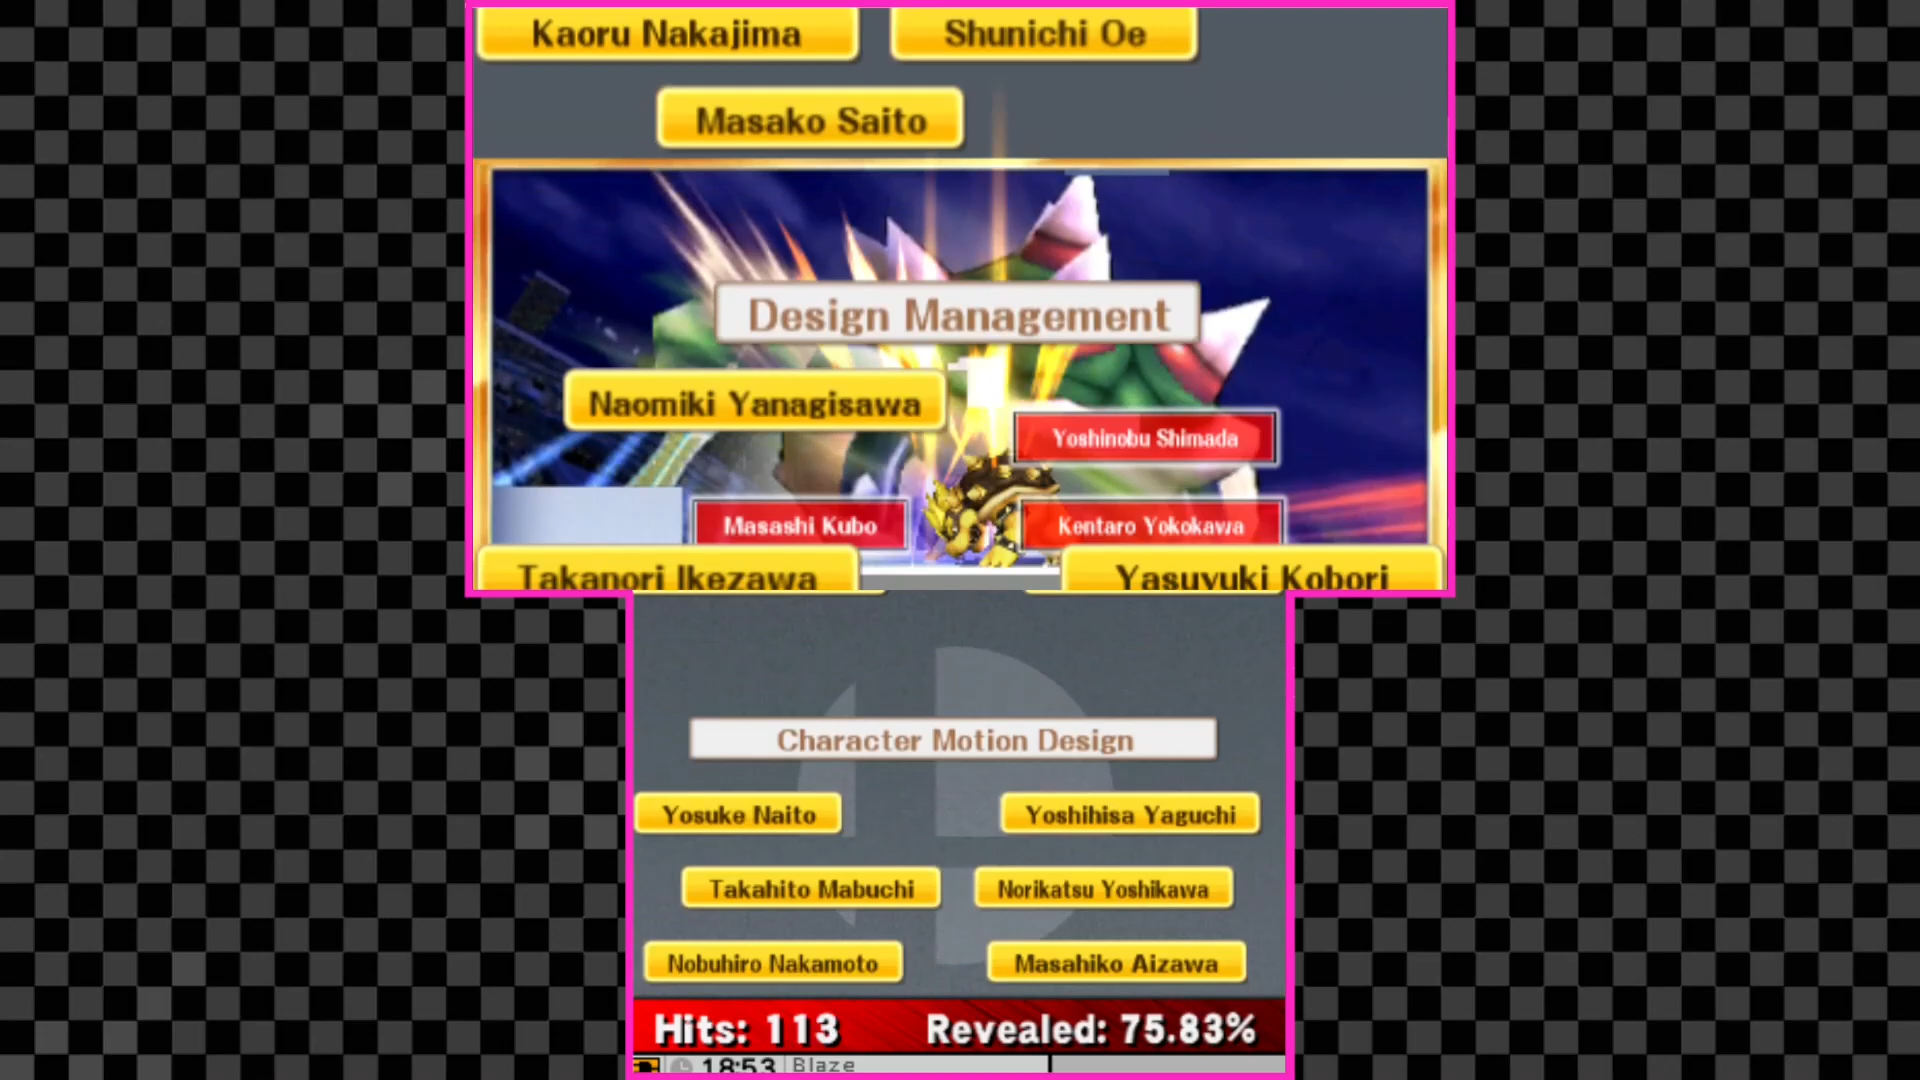 Kaoru Nakajima
Shunichi Oe
Masako Saito
Design Management
Naomiki Yanagisawa
Yoshinobu Shimada
Masashi Kubo
Kentaro Yokokawa
Takanori Ikezawa
Yasuyuki Kobori
Character Motion Design
Yosuke Naito
Yoshihisa Yaguchi
Takahito Mabuchi
Norikatsu Yoshikawa
Nobuhiro Nakamoto
Masahiko Aizawa
Hits: 113
Revealed: 75.83%
18:53
Blaze